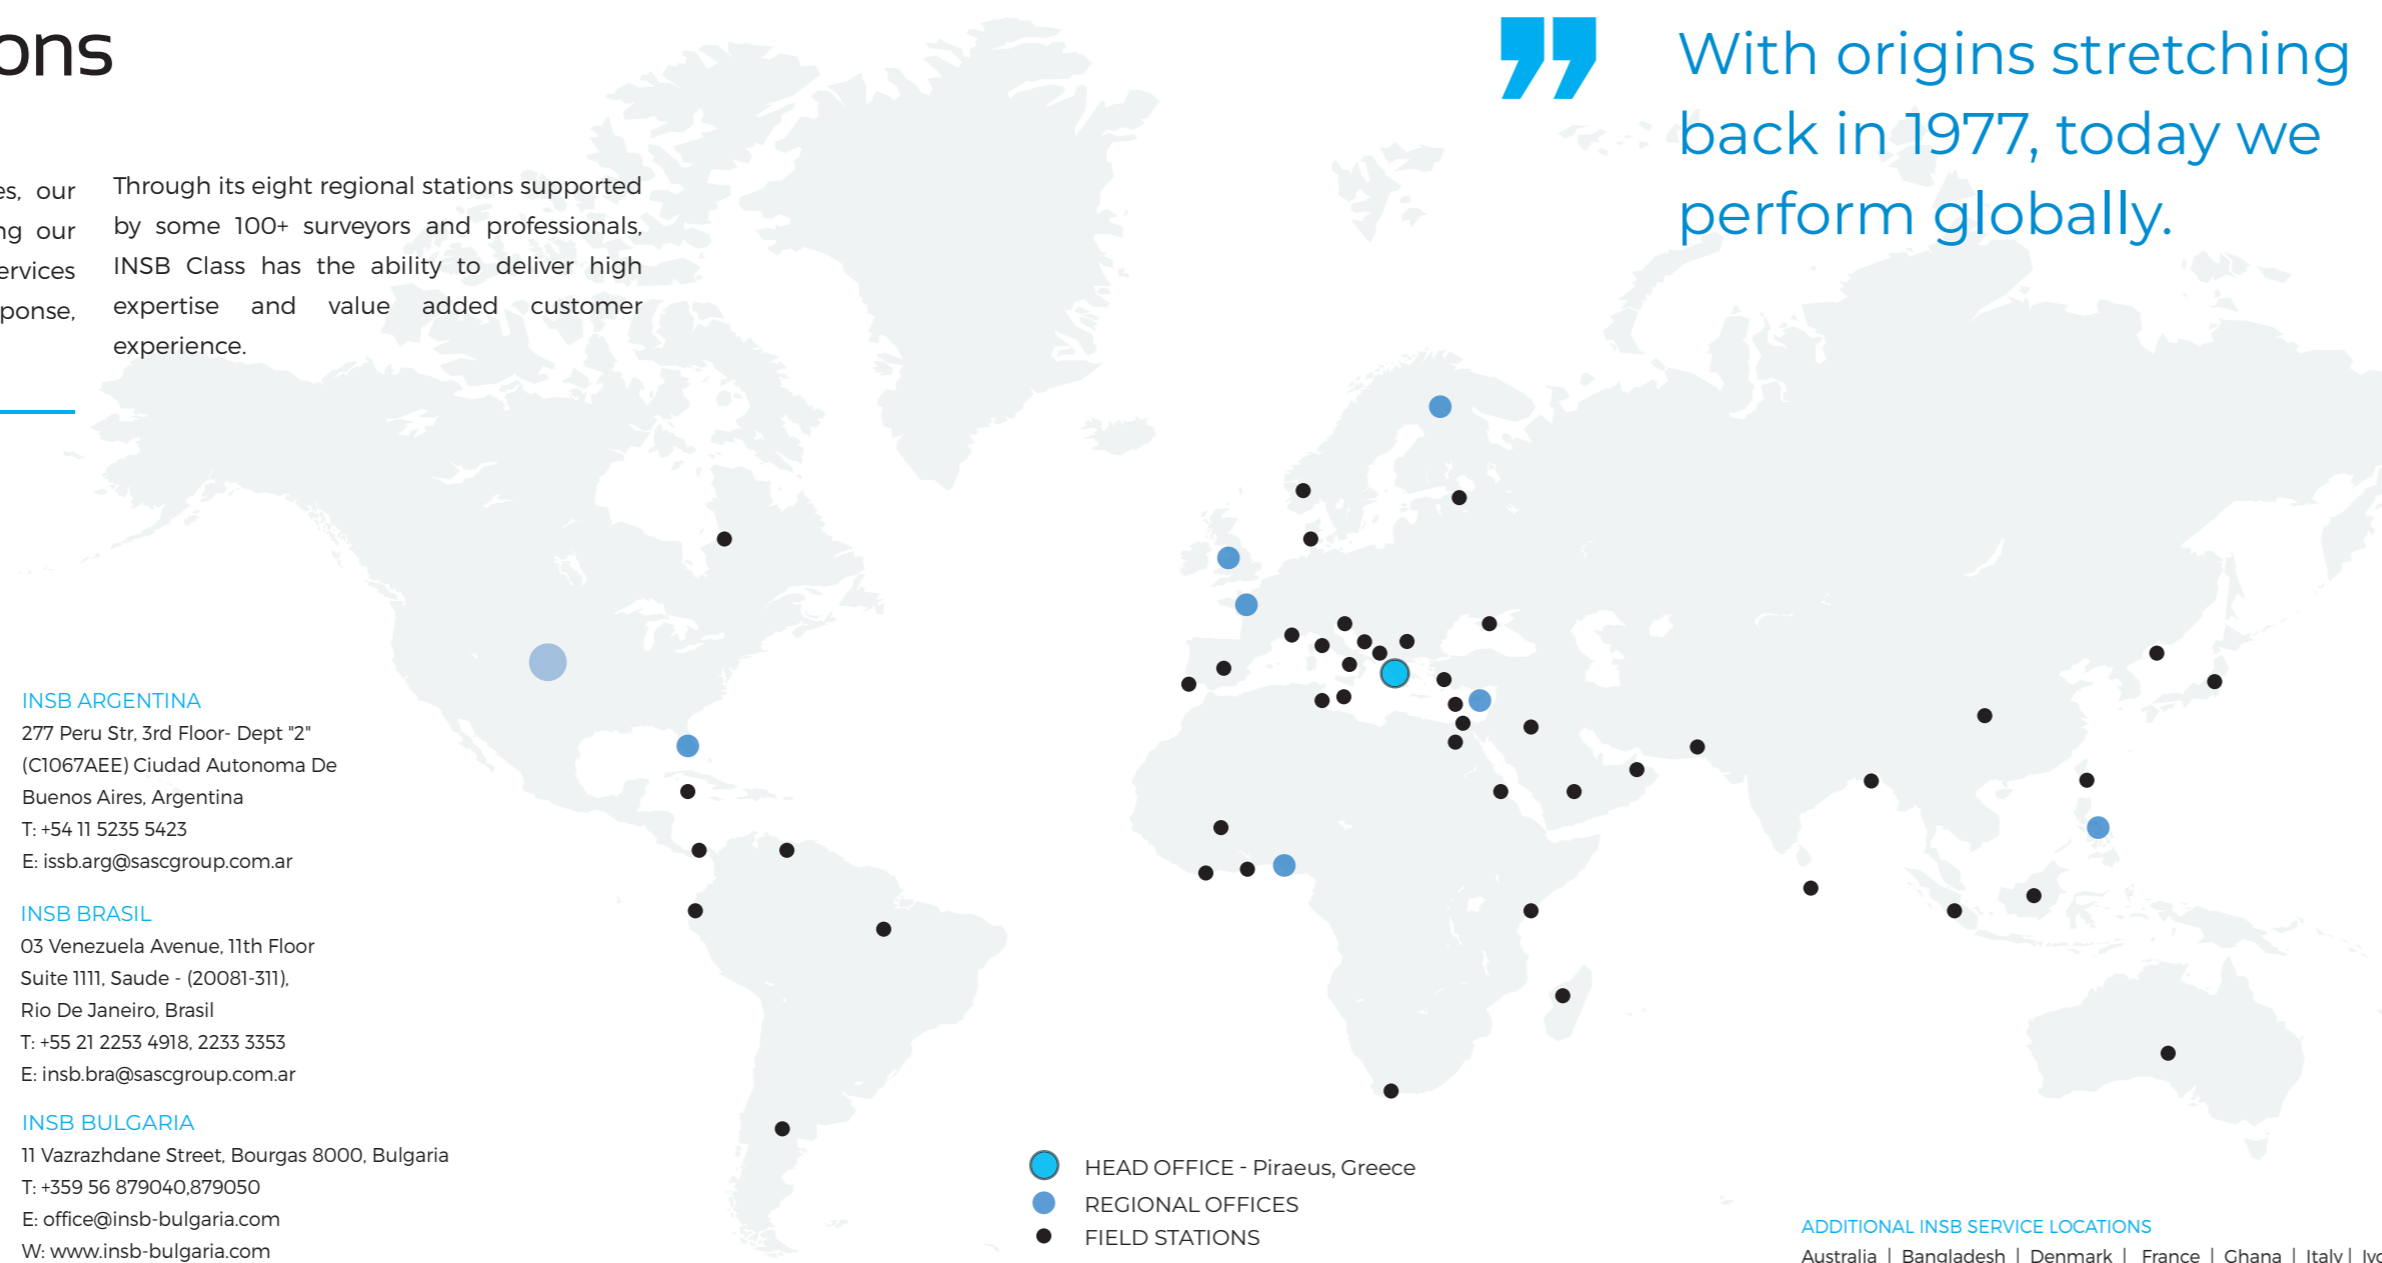 ons
es, our
ng our
ervices
ponse,
Through its eight regional stations supported
by some 100+ surveyors and professionals,
INSB Class has the ability to deliver high
expertise and value added customer
experience.
”
With origins stretching
back in 1977, today we
perform globally.
INSB ARGENTINA
277 Peru Str, 3rd Floor- Dept "2"
(C1067AEE) Ciudad Autonoma De
Buenos Aires, Argentina
T: +54 11 5235 5423
E: issb.arg@sascgroup.com.ar
INSB BRASIL
03 Venezuela Avenue, 11th Floor
Suite 1111, Saude - (20081-311),
Rio De Janeiro, Brasil
T: +55 21 2253 4918, 2233 3353
E: insb.bra@sascgroup.com.ar
INSB BULGARIA
11 Vazrazhdane Street, Bourgas 8000, Bulgaria
T: +359 56 879040,879050
E: office@insb-bulgaria.com
W: www.insb-bulgaria.com
HEAD OFFICE - Piraeus, Greece
REGIONAL OFFICES
FIELD STATIONS
ADDITIONAL INSB SERVICE LOCATIONS
Australia | Bangladesh | Denmark | France | Ghana | Italy | Ivo